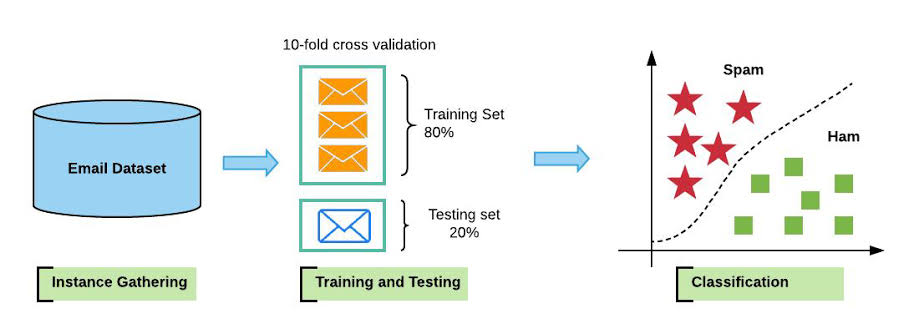 10-fold cross validation
Email Dataset
Training Set
80%
Testing set
20%
Spam
Ham
Instance Gathering
Training and Testing
Classification